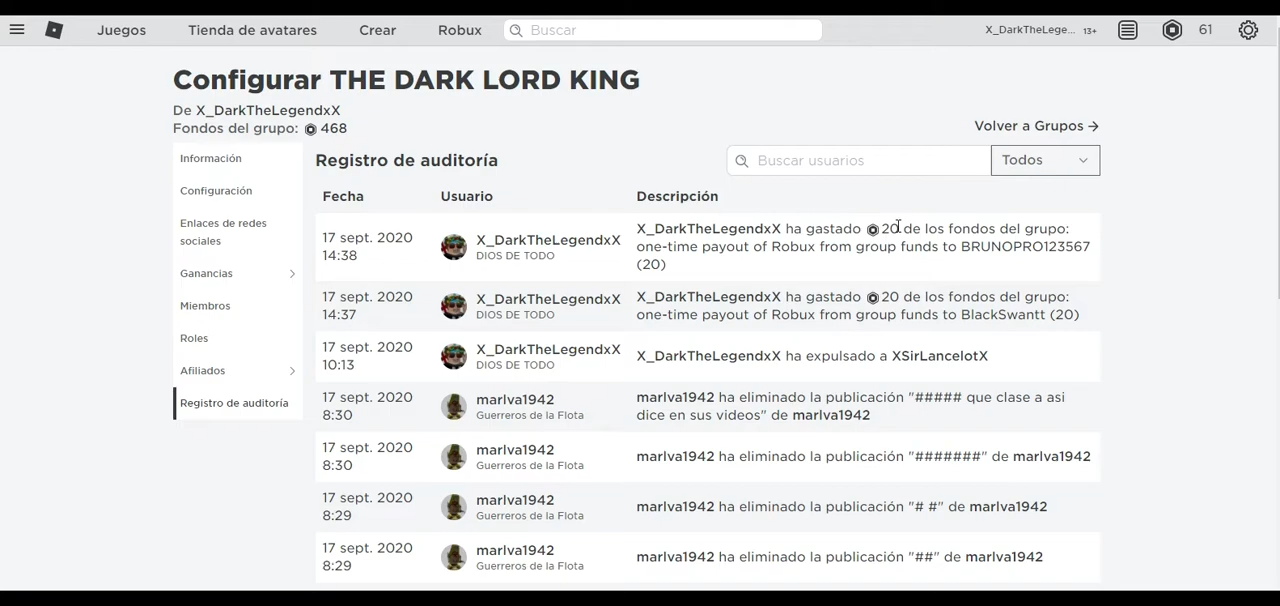 Juegos Tienda de avatares Crear Robux Buscar X_DarkTheLege... 13+ 61
Configurar THE DARK LORD KING
De X_DarkTheLegendxX
Fondos del grupo: 468
Volver a Grupos →
Información
Configuración
Enlaces de redes
sociales
Ganancias
Miembros
Roles
Afiliados
Registro de auditoría
Registro de auditoría
Buscar usuarios Todos
Fecha Usuario Descripción
17 sept. 2020
14:38
X_DarkTheLegendxX
DIOS DE TODO
X_DarkTheLegendxX ha gastado 20 de los fondos del grupo:
one-time payout of Robux from group funds to BRUNOPRO123567
(20)
17 sept. 2020
14:37
X_DarkTheLegendxX
DIOS DE TODO
X_DarkTheLegendxX ha gastado 20 de los fondos del grupo:
one-time payout of Robux from group funds to BlackSwantt (20)
17 sept. 2020
10:13
X_DarkTheLegendxX
DIOS DE TODO
X_DarkTheLegendxX ha expulsado a XSirLancelotX
17 sept. 2020
8:30
marlva1942
Guerreros de la Flota
marlva1942 ha eliminado la publicación "##### que clase a asi
dice en sus videos" de marlva1942
17 sept. 2020
8:30
marlva1942
Guerreros de la Flota
marlva1942 ha eliminado la publicación "#######" de marlva1942
17 sept. 2020
8:29
marlva1942
Guerreros de la Flota
marlva1942 ha eliminado la publicación "# #" de marlva1942
17 sept. 2020
8:29
marlva1942
Guerreros de la Flota
marlva1942 ha eliminado la publicación "##" de marlva1942